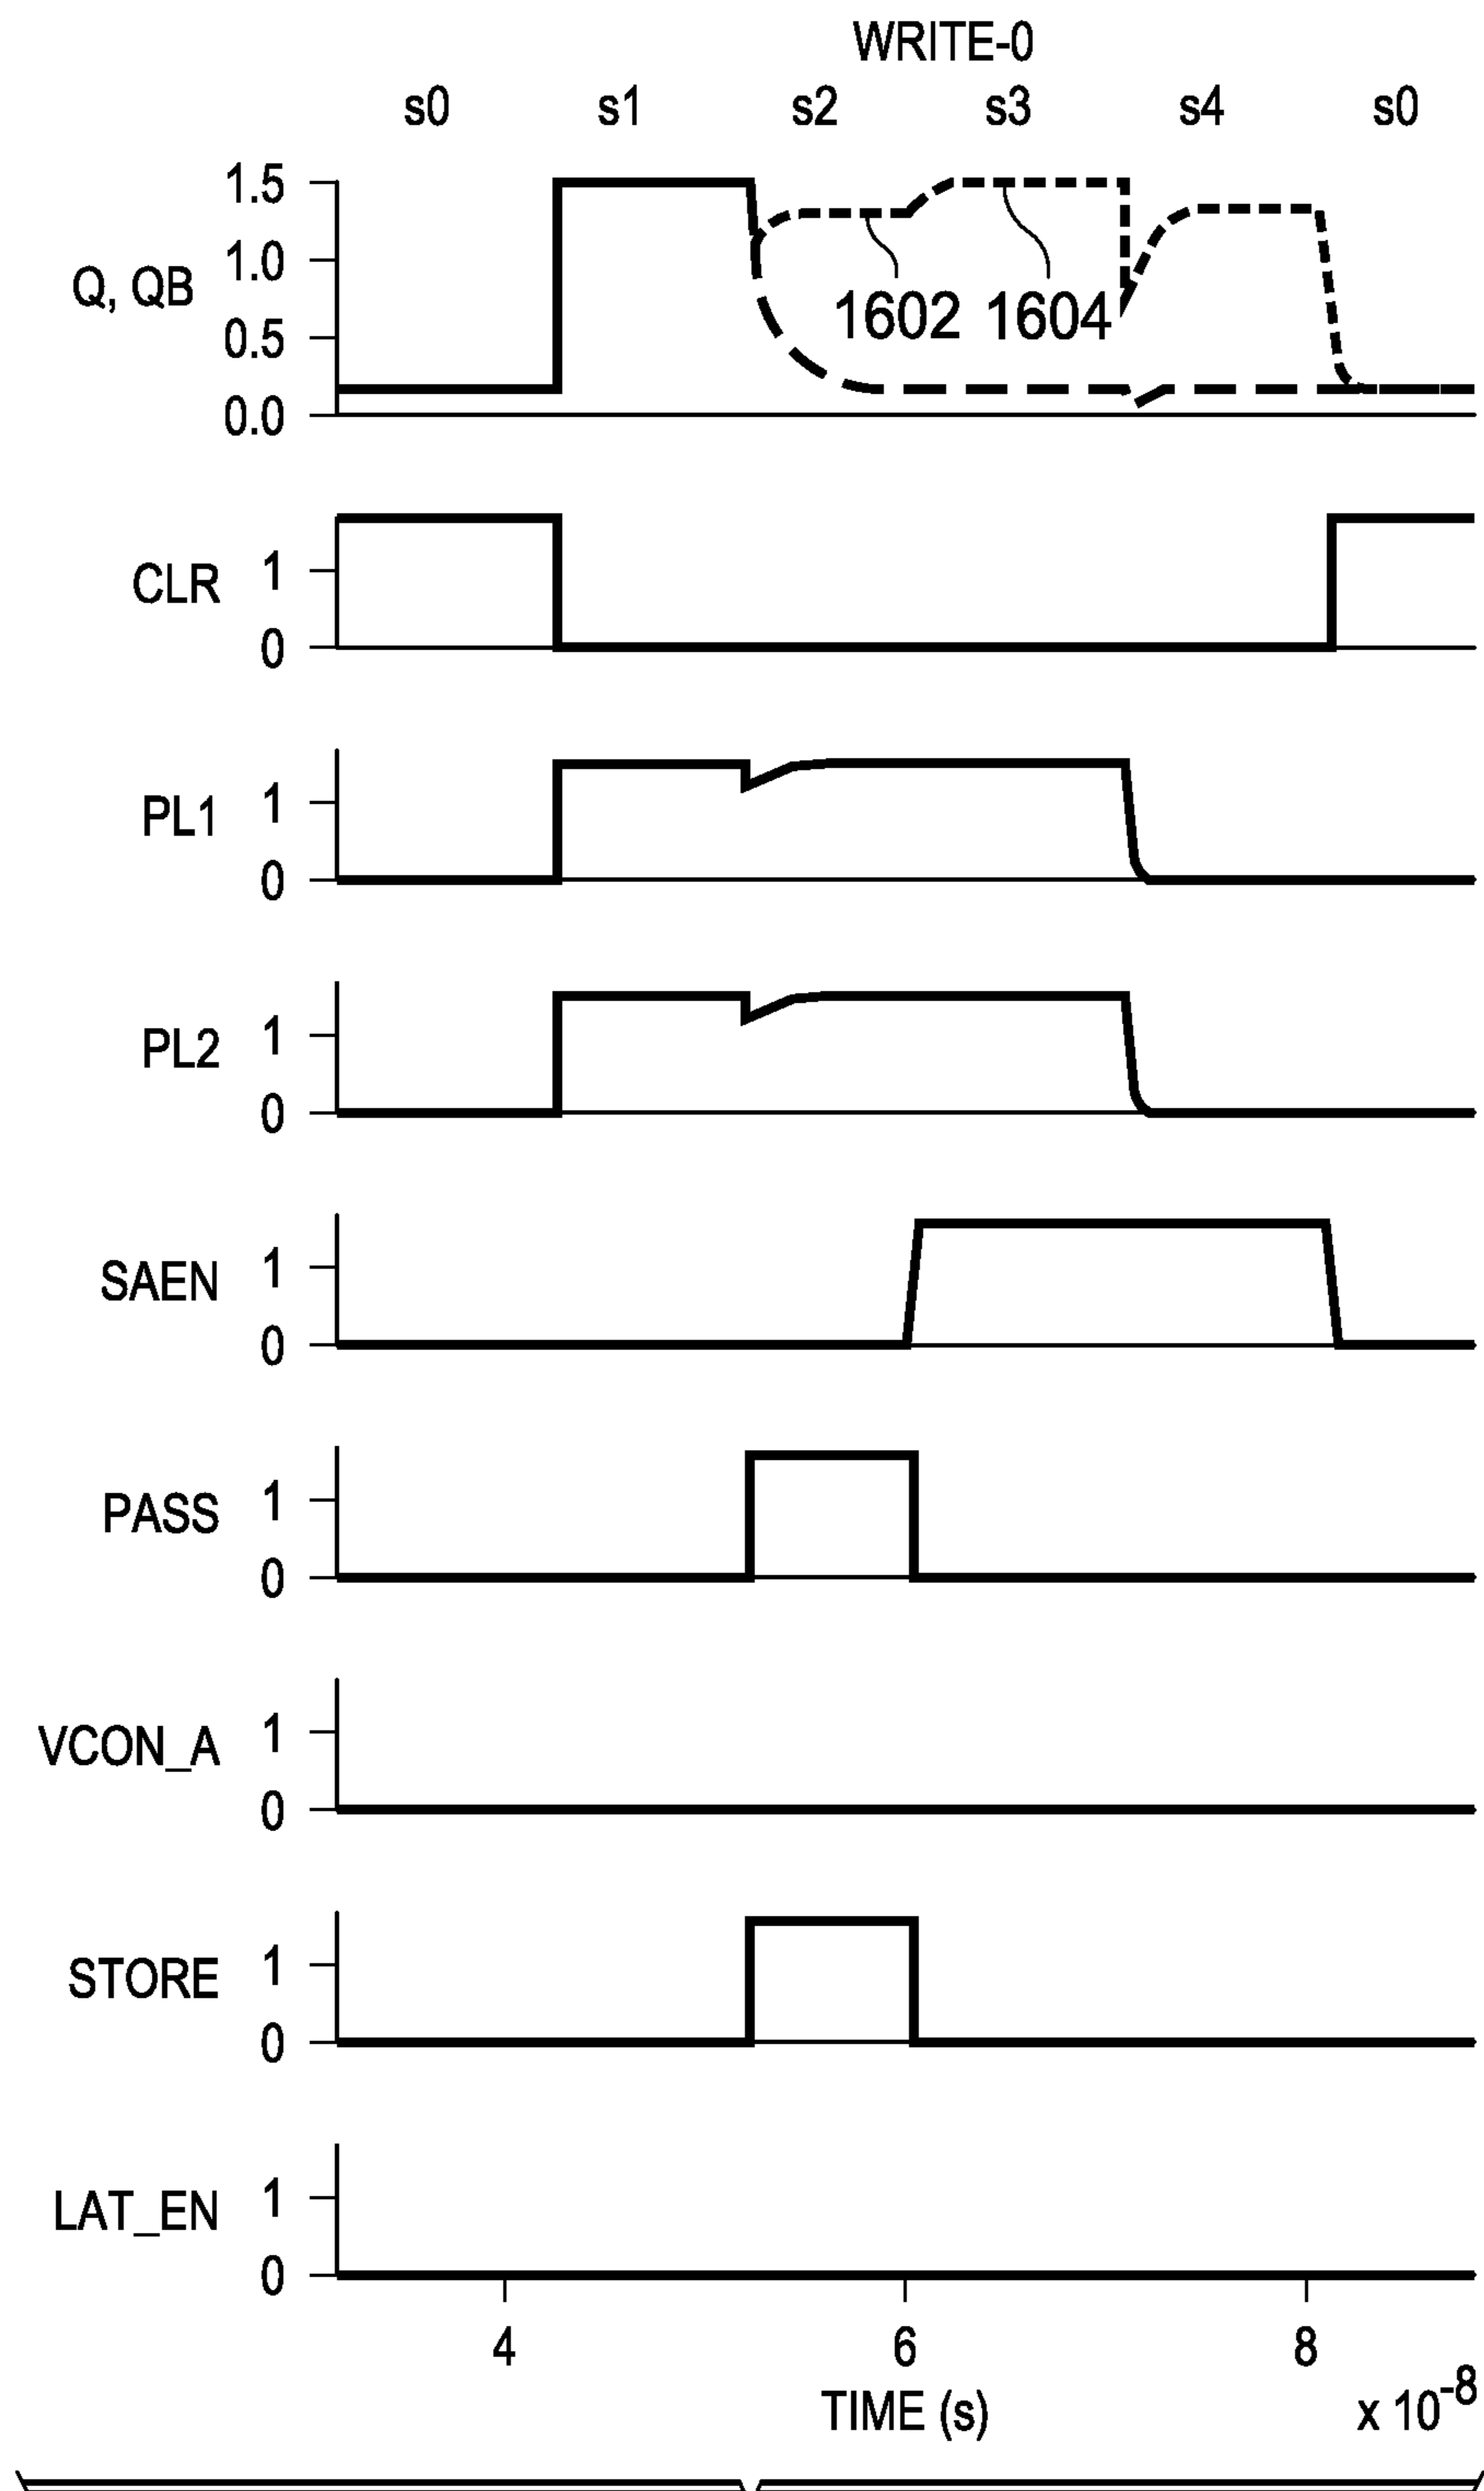 WRITE-0
s0 s1 s2 s3 s4 s0
1.5
1.0
Q, QB
1602 1604
0.5
0.0
1
CLR
0
1
PL1
0
1
PL2
0
1
SAEN
0
1
PASS
0
1
VCON_A
0
1
STORE
0
1
LAT_EN
0
4 6 8
TIME (s) x 10-8